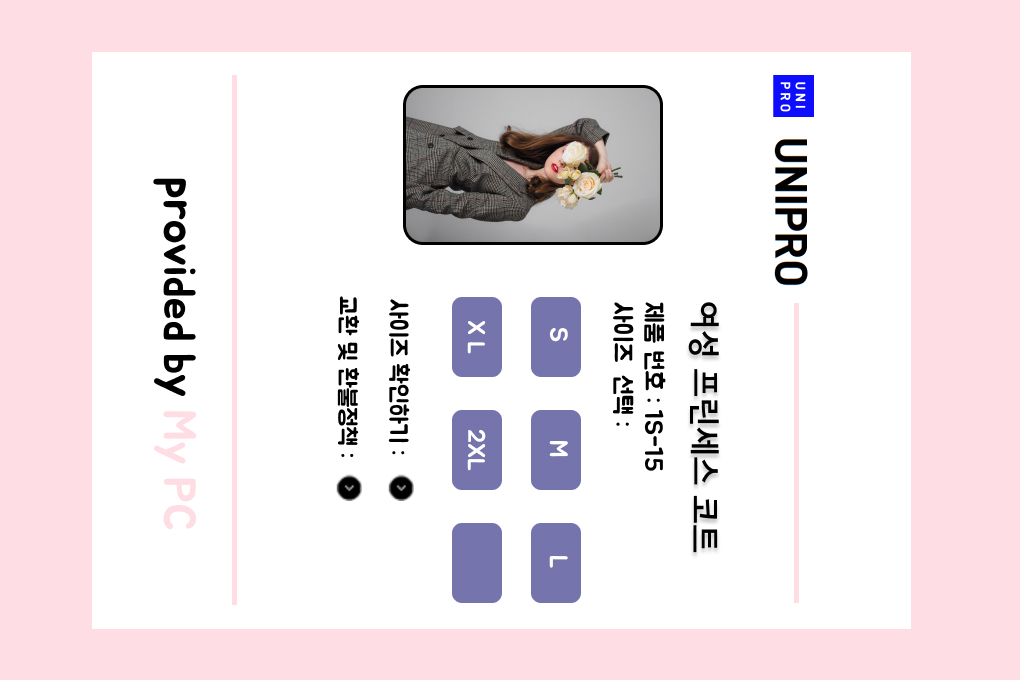 UNI
PRO
UNIPRO
여성 프린세스 코트
제품 번호 : 1S-15
사이즈 선택 :
S
M
L
XL
2XL
사이즈 확인하기 :
교환 및 환불정책 :
provided by My PC